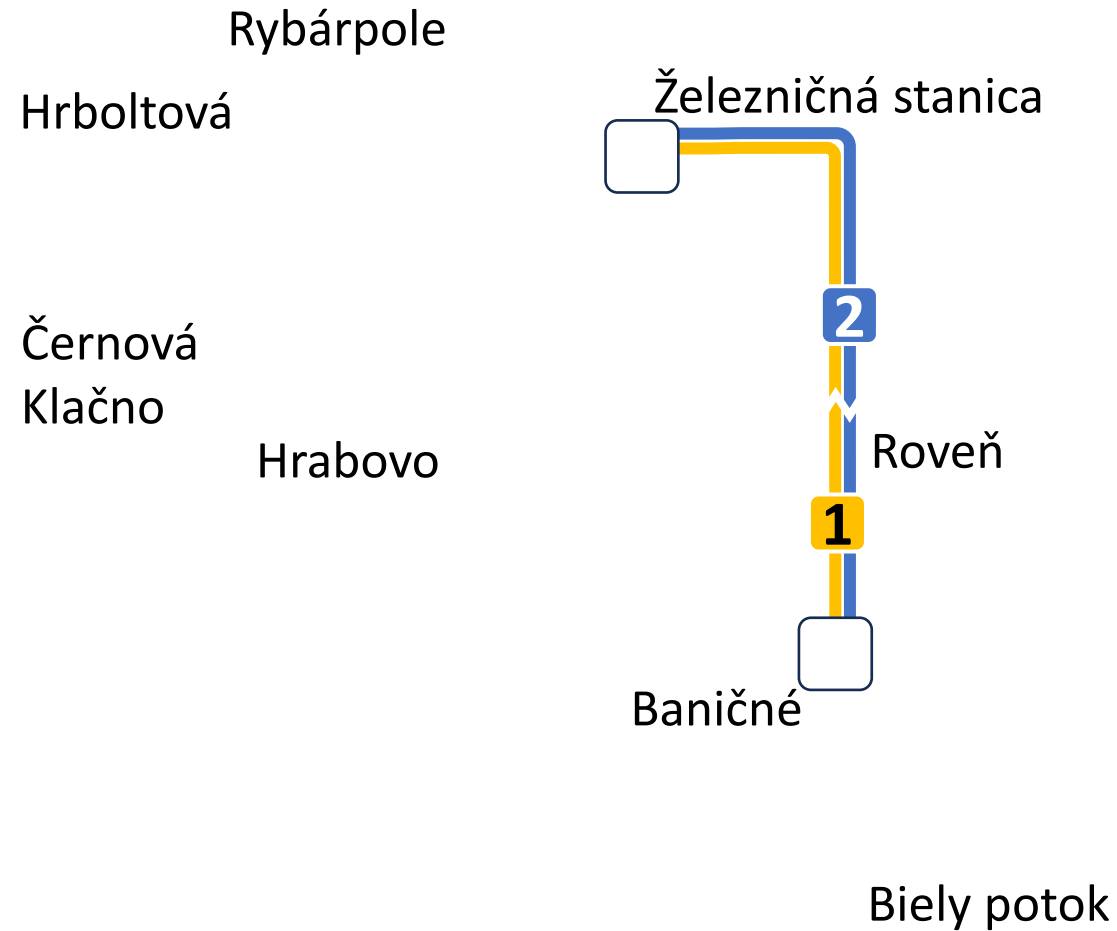 Rybárpole
Železničná stanica
Hrboltová
2
Černová
Klačno
Roveň
Hrabovo
1
Baničné
Biely potok